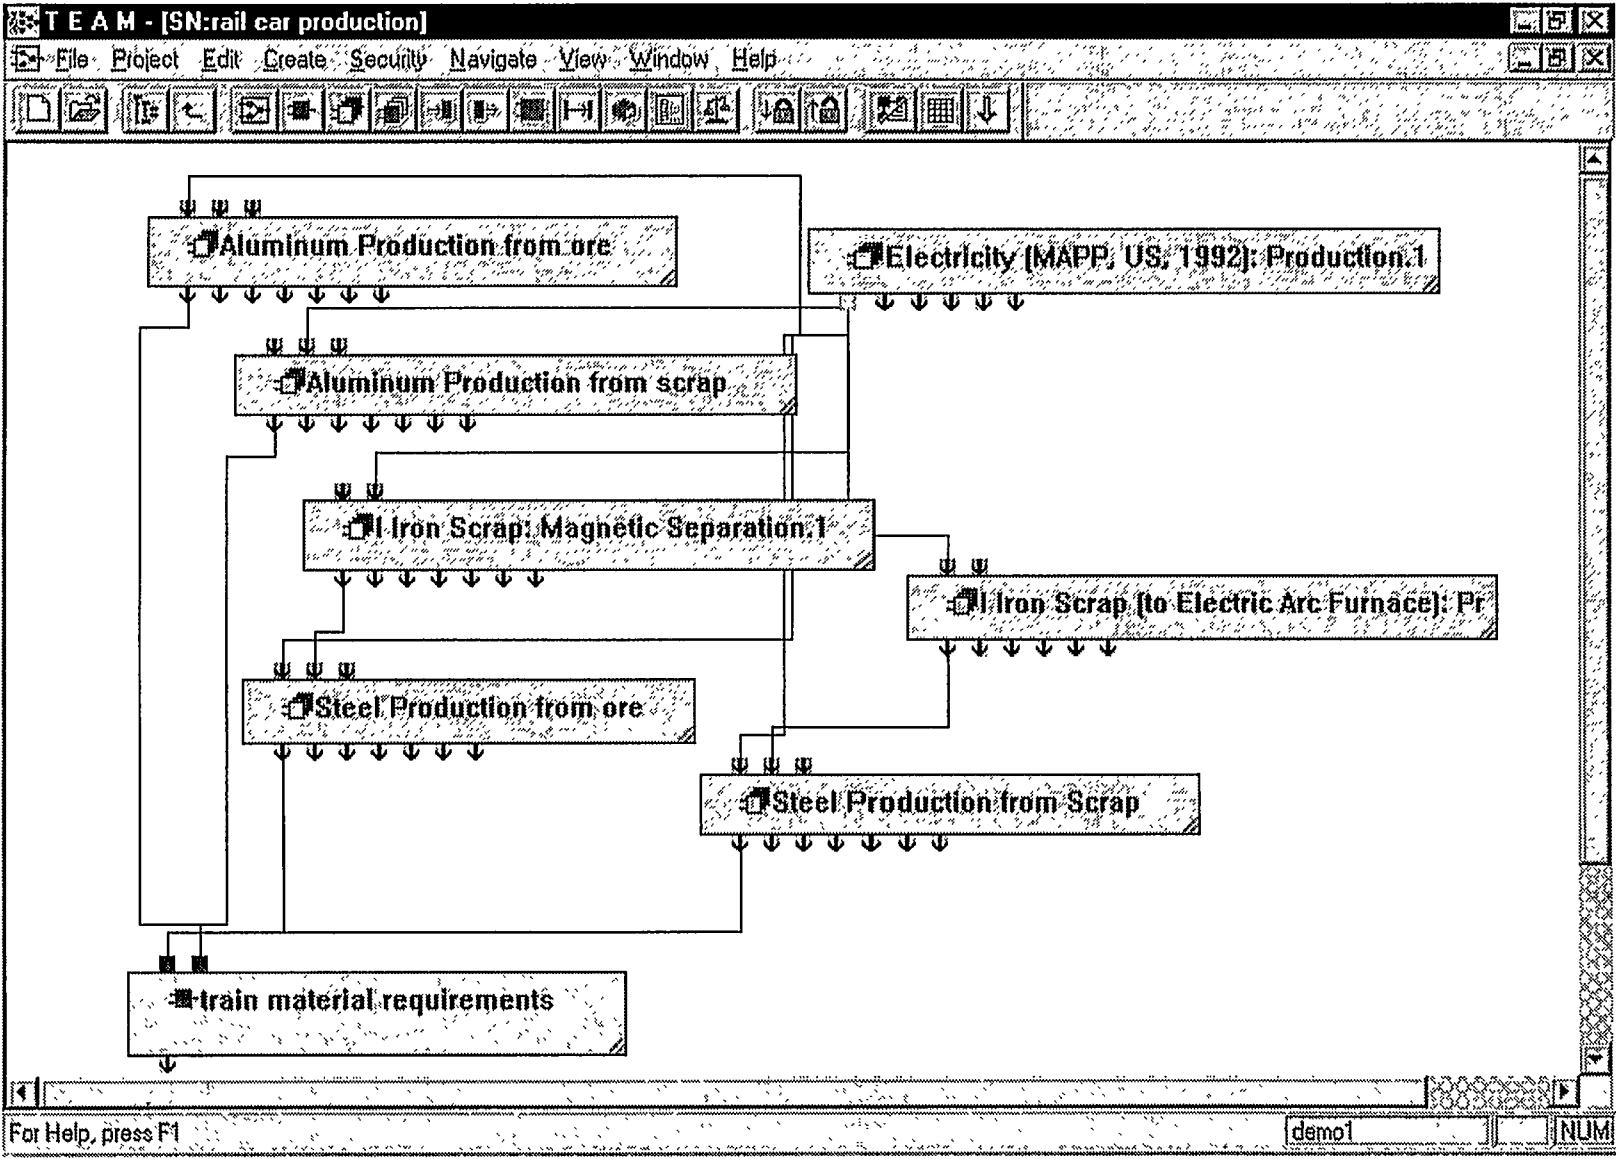 T E A M - [SN:rail car production]
File Project Edit Create Security Navigate View Window Help
Aluminum Production from ore
Electricity (MAPP, US, 1992): Production.1
Aluminum Production from scrap
I Iron Scrap: Magnetic Separation.1
I Iron Scrap (to Electric Arc Furnace): Pr
Steel Production from ore
Steel Production from Scrap
train material requirements
For Help, press F1
demo1
NUM